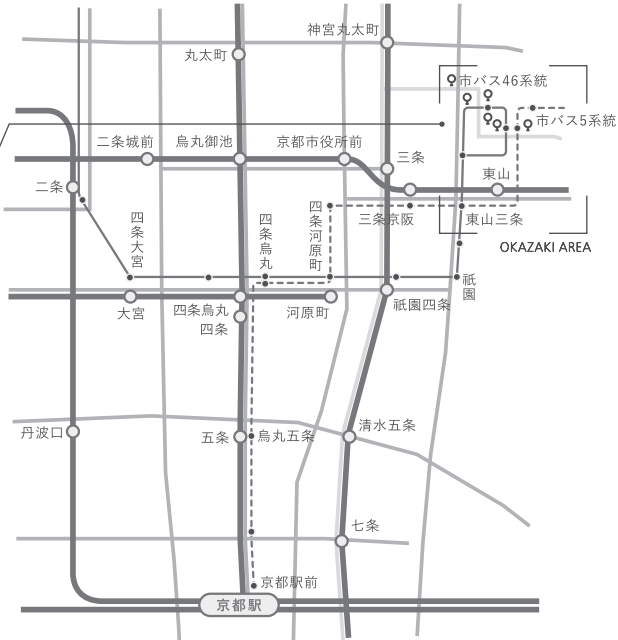 神宮丸太町
丸太町
市バス46系統
市バス5系統
二条城前
烏丸御池
京都市役所前
三条
東山
二条
四条大宮
四条烏丸
四条河原町
三条京阪
東山三条
OKAZAKI AREA
祇園
大宮
四条烏丸
四条
河原町
祇園四条
清水五条
丹波口
五条
烏丸五条
七条
京都駅前
京都駅